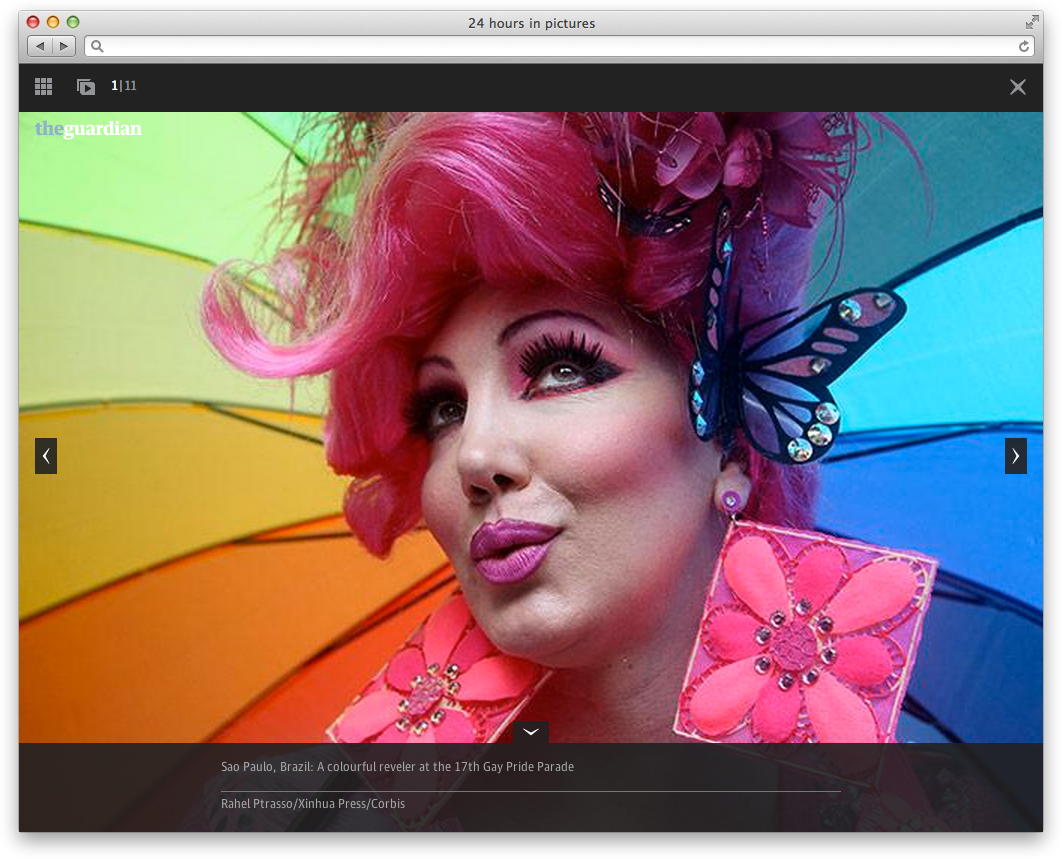 24 hours in pictures
1|11
theguardian
Sao Paulo, Brazil: A colourful reveler at the 17th Gay Pride Parade
Rahel Ptrasso/Xinhua Press/Corbis